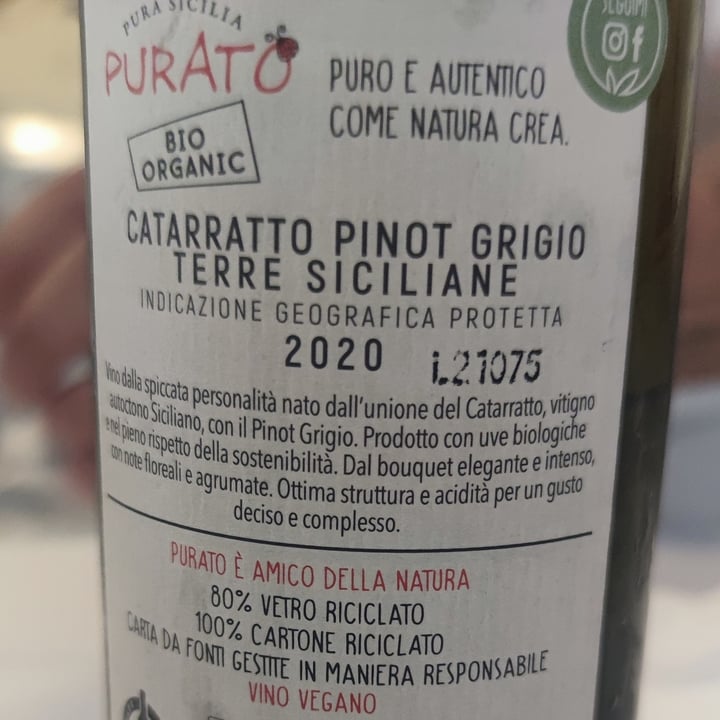 PURA SICILIA
PURATO
BIO
ORGANIC
PURO E AUTENTICO
COME NATURA CREA.
SEGUIMI
CATARRATTO PINOT GRIGIO
TERRE SICILIANE
INDICAZIONE GEOGRAFICA PROTETTA
2020 L21075
Vino dalla spiccata personalità nato dall'unione del Catarratto, vitigno
autoctono Siciliano, con il Pinot Grigio. Prodotto con uve biologiche
e nel pieno rispetto della sostenibilità. Dal bouquet elegante e intenso,
con note floreali e agrumate. Ottima struttura e acidità per un gusto
deciso e complesso.
PURATO È AMICO DELLA NATURA
80% VETRO RICICLATO
100% CARTONE RICICLATO
CARTA DA FONTI GESTITE IN MANIERA RESPONSABILE
VINO VEGANO